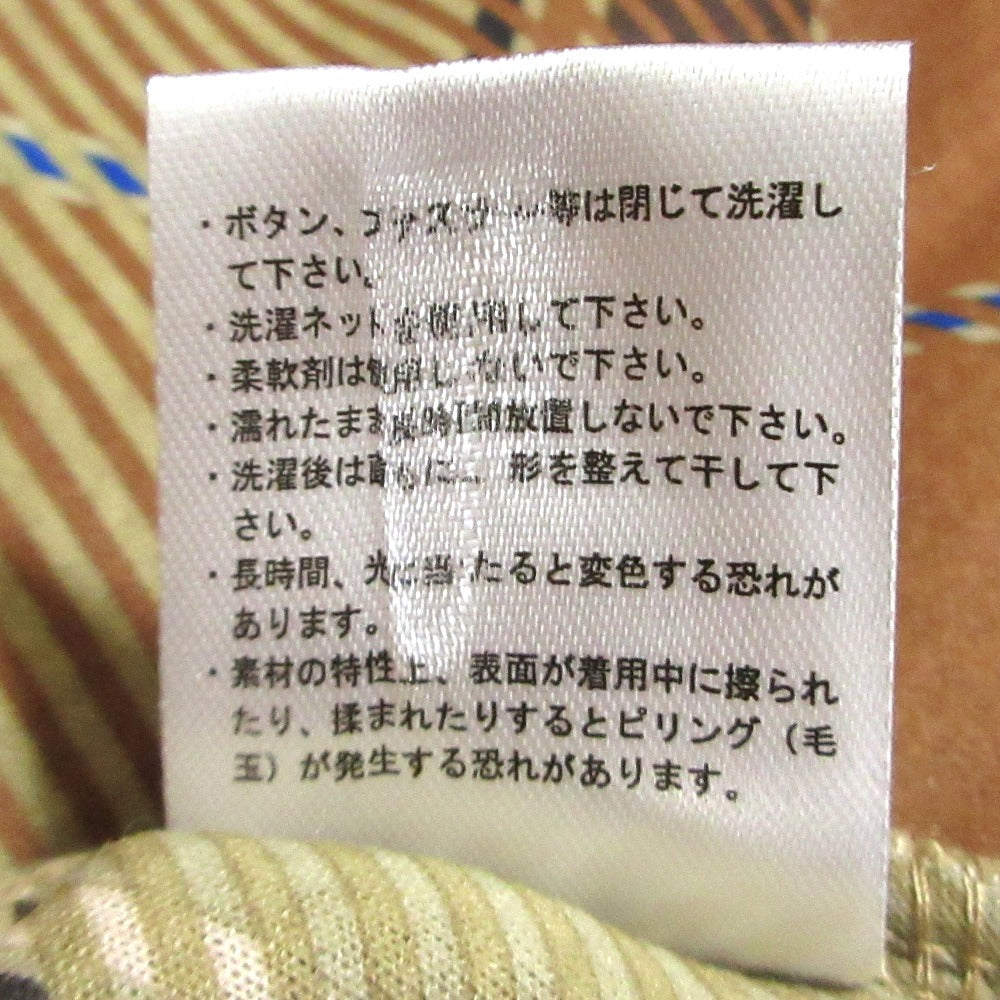 ・ボタン、ファスナー等は閉じて洗濯し
て下さい。
・洗濯ネットを使用して下さい。
・柔軟剤は使用しないで下さい。
・濡れたまま長時間放置しないで下さい。
・洗濯後は直ちに、形を整えて干して下
さい。
・長時間、光に当たると変色する恐れが
あります。
・素材の特性上、表面が着用中に擦られ
たり、揉まれたりするとピリング（毛
玉）が発生する恐れがあります。